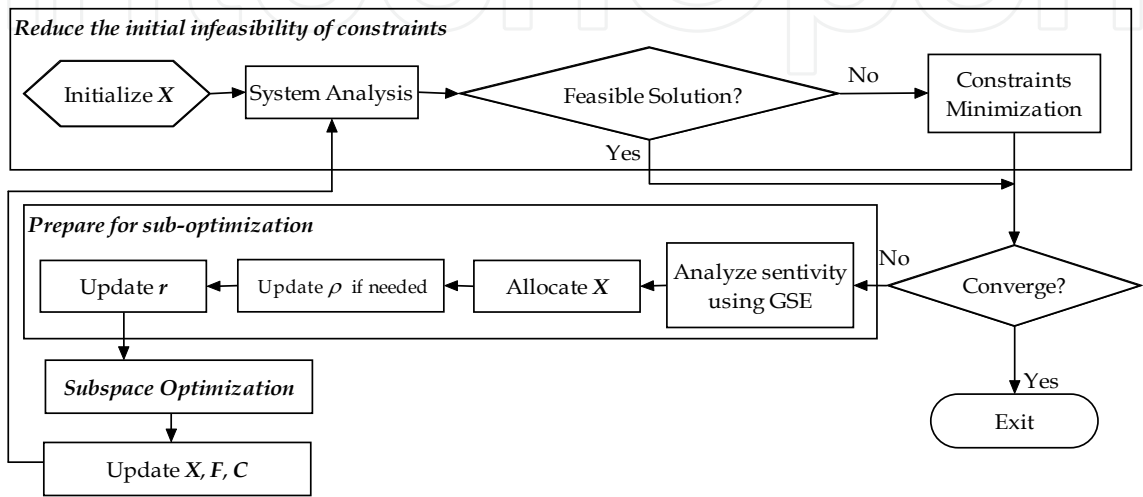 Reduce the initial infeasibility of constraints
Initialize X
System Analysis
Feasible Solution?
No
Constraints
Minimization
Yes
Prepare for sub-optimization
Update r
Update ρ if needed
Allocate X
Analyze sentivity
using GSE
No
Converge?
Subspace Optimization
Yes
Exit
Update X, F, C